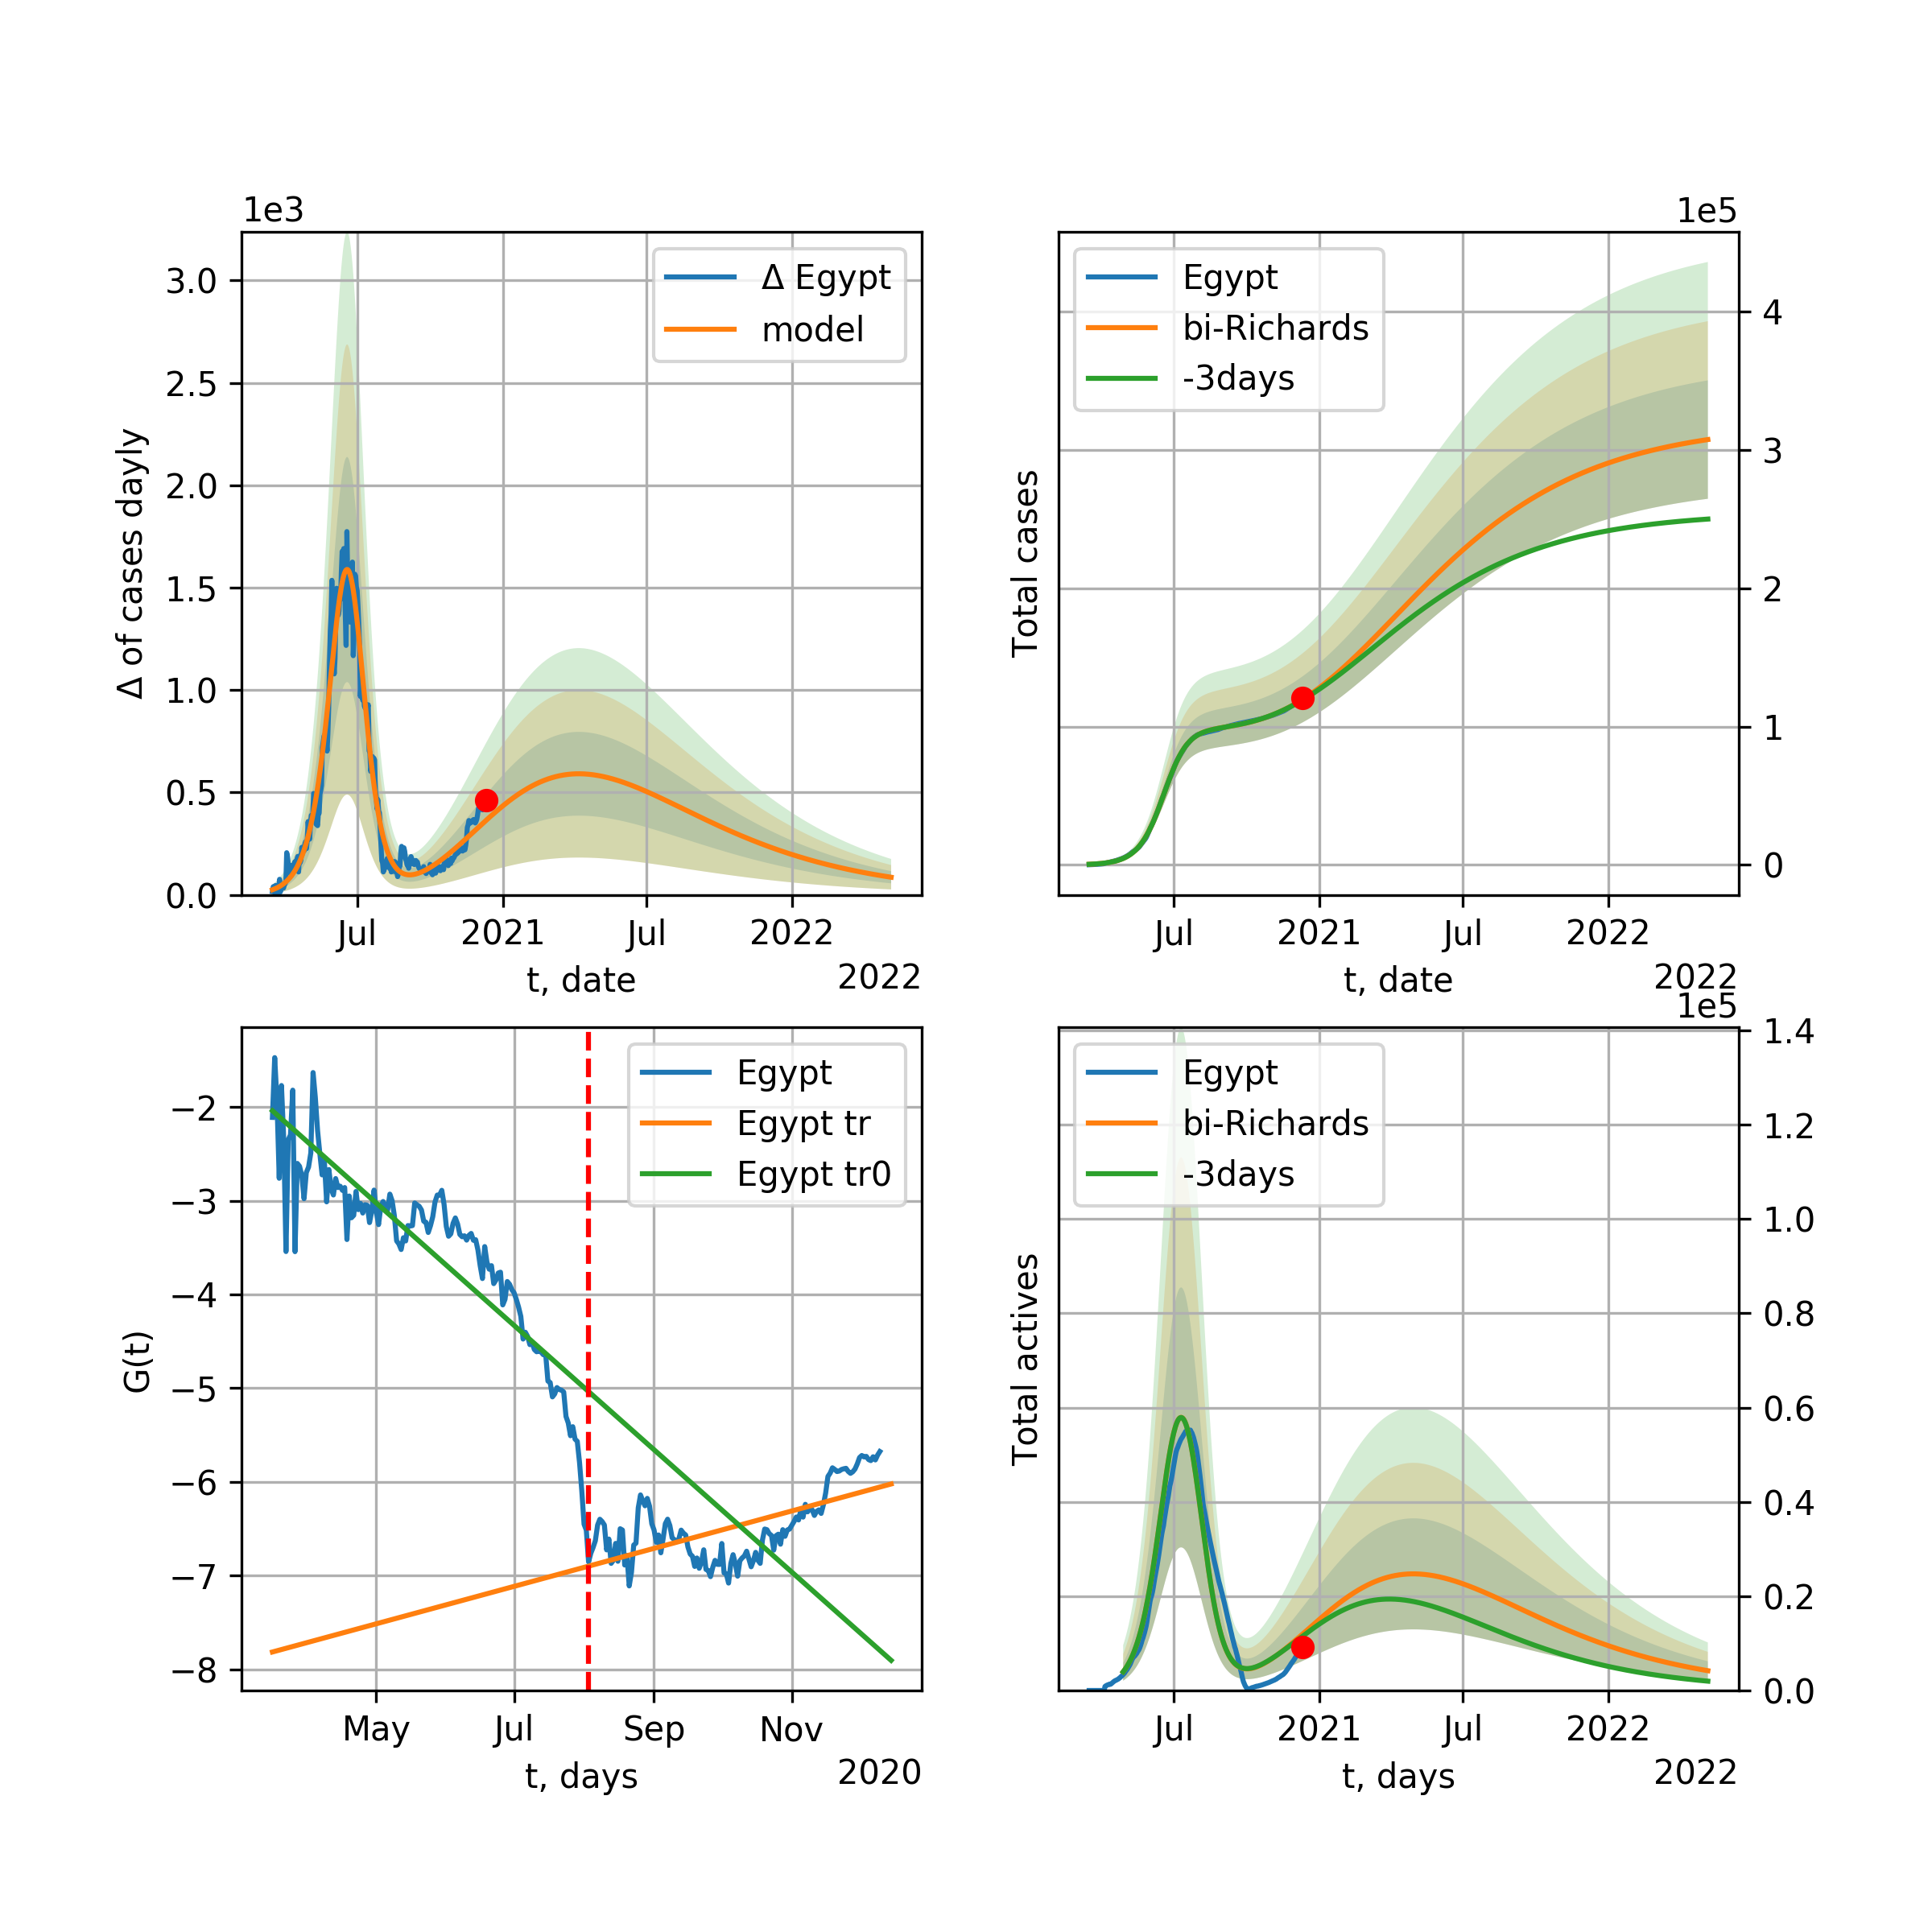 1e3
3.0
2.5
2.0
1.5
1.0
0.5
0.0
Δ of cases dayly
Δ Egypt
model
Jul
2021
Jul
2022
t, date
2022
1e5
Total cases
Egypt
bi-Richards
-3days
4
3
2
1
0
Jul
2021
Jul
2022
t, date
2022
G(t)
−2
−3
−4
−5
−6
−7
−8
Egypt
Egypt tr
Egypt tr0
May
Jul
Sep
Nov
t, days
2020
1e5
Total actives
Egypt
bi-Richards
-3days
1.4
1.2
1.0
0.8
0.6
0.4
0.2
0.0
Jul
2021
Jul
2022
t, days
2022